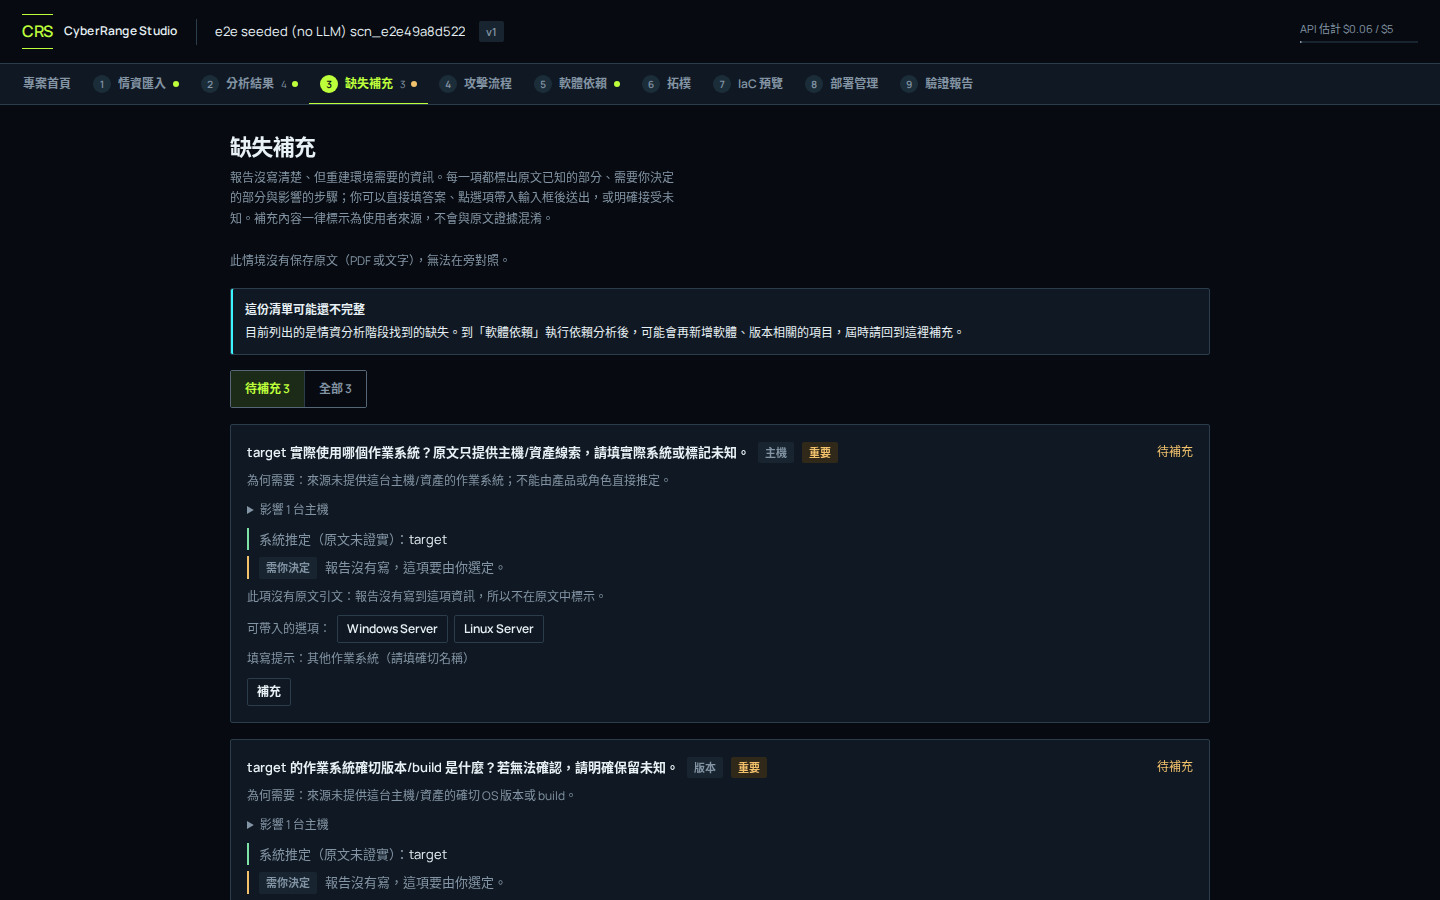 CRS CyberRange Studio e2e seeded (no LLM) scn_e2e49a8d522 v1 API 估計 $0.06 / $5
專案首頁 1 情資匯入 2 分析結果 4 3 缺失補充 3 4 攻擊流程 5 軟體依賴 6 拓樸 7 IaC 預覽 8 部署管理 9 驗證報告
缺失補充
報告沒寫清楚、但重建環境需要的資訊。每一項都標出原文已知的部分、需要你決定
的部分與影響的步驟；你可以直接填答案、點選項帶入輸入框後送出，或明確接受未
知。補充內容一律標示為使用者來源，不會與原文證據混淆。
此情境沒有保存原文（PDF 或文字），無法在旁對照。
這份清單可能還不完整
目前列出的是情資分析階段找到的缺失。到「軟體依賴」執行依賴分析後，可能會再新增軟體、版本相關的項目，屆時請回到這裡補充。
待補充 3 全部 3
target 實際使用哪個作業系統？原文只提供主機/資產線索，請填實際系統或標記未知。 主機 重要 待補充
為何需要：來源未提供這台主機/資產的作業系統；不能由產品或角色直接推定。
▶ 影響 1 台主機
系統推定（原文未證實）：target
需你決定 報告沒有寫，這項要由你選定。
此項沒有原文引文：報告沒有寫到這項資訊，所以不在原文中標示。
可帶入的選項： Windows Server Linux Server
填寫提示：其他作業系統（請填確切名稱）
補充
target 的作業系統確切版本/build 是什麼？若無法確認，請明確保留未知。 版本 重要 待補充
為何需要：來源未提供這台主機/資產的確切 OS 版本或 build。
▶ 影響 1 台主機
系統推定（原文未證實）：target
需你決定 報告沒有寫，這項要由你選定。